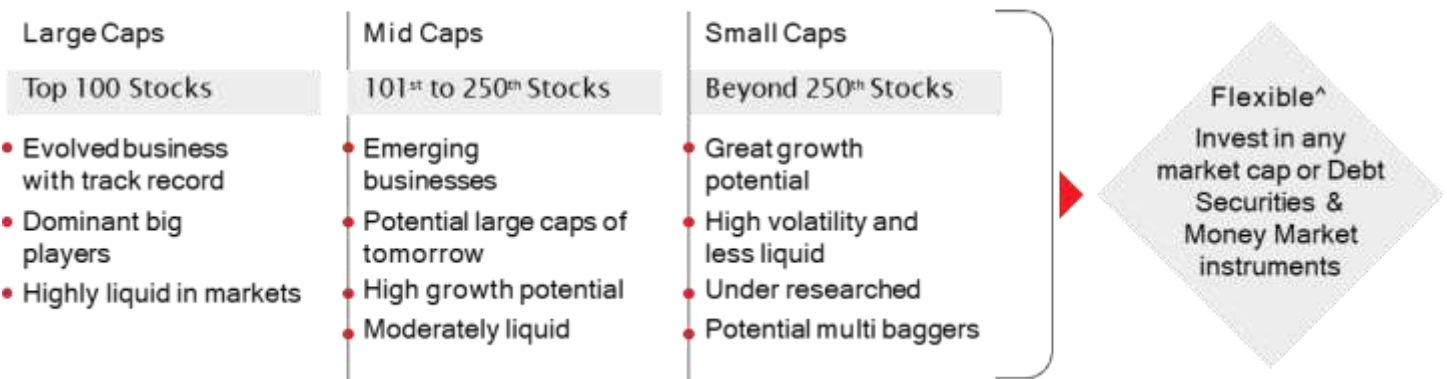 Large Caps
Top 100 Stocks
Evolved business
with track record
Dominant big
players
Highly liquid in markets
Mid Caps
101st to 250th Stocks
Emerging
businesses
Potential large caps of
tomorrow
High growth potential
Moderately liquid
Small Caps
Beyond 250th Stocks
Great growth
potential
High volatility and
less liquid
Under researched
Potential multi baggers
Flexible^
Invest in any
market cap or Debt
Securities &
Money Market
instruments